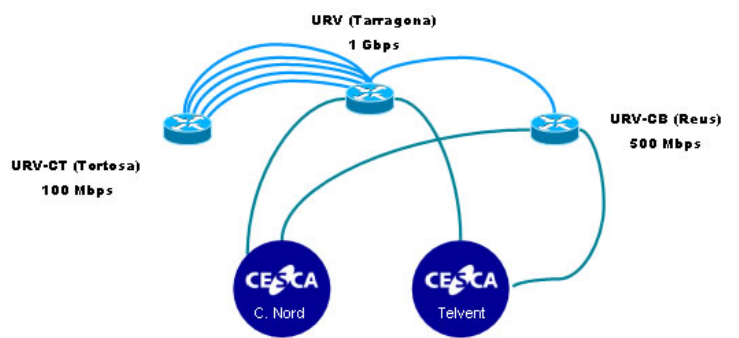 URV (Tarragona)
1 Gbps
URV-CB (Reus)
500 Mbps
URV-CT (Tortosa)
100 Mbps
CESCA
C. Nord
CESCA
Telvent